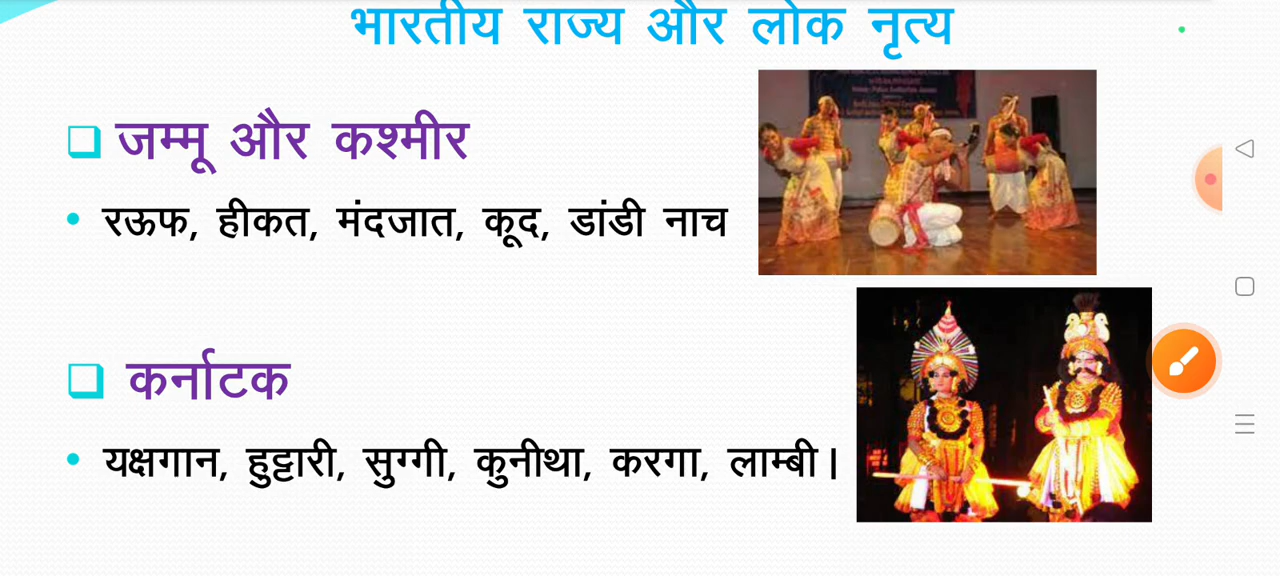 भारतीय राज्य और लोक नृत्य
जम्मू और कश्मीर
रऊफ, हीकत, मंदजात, कूद, डांडी नाच
कर्नाटक
यक्षगान, हुट्टारी, सुग्गी, कुनीथा, करगा, लाम्बी।